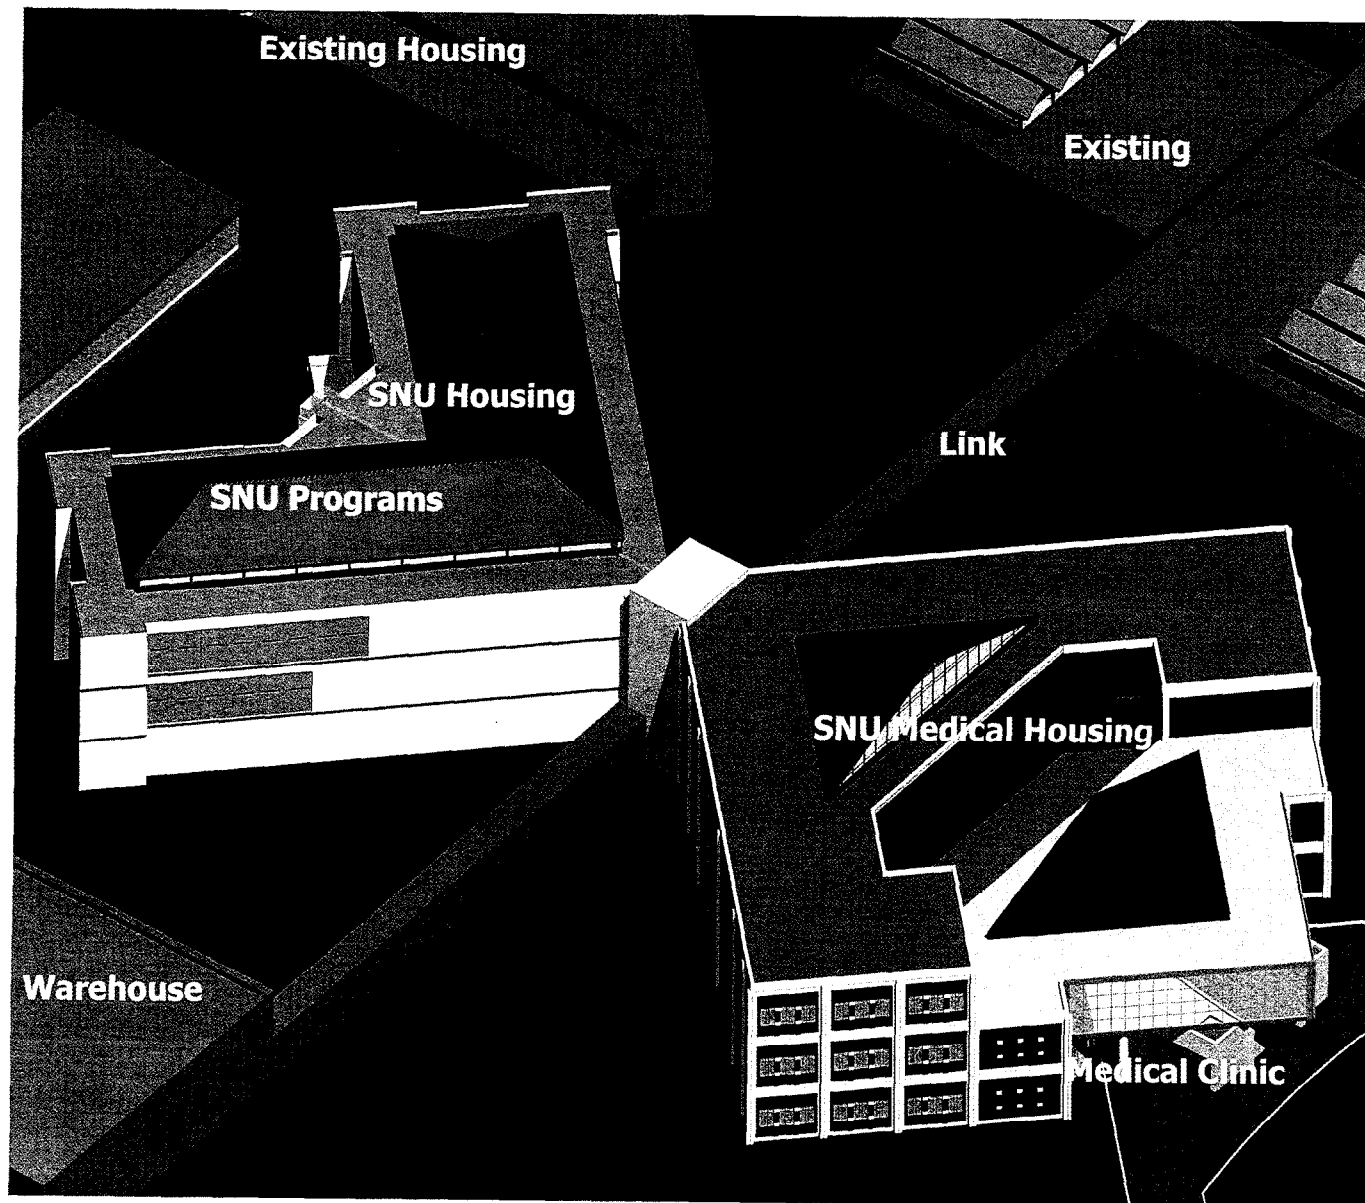 Existing Housing
Existing
SNU Housing
Link
SNU Programs
SNU Medical Housing
Warehouse
Medical Clinic